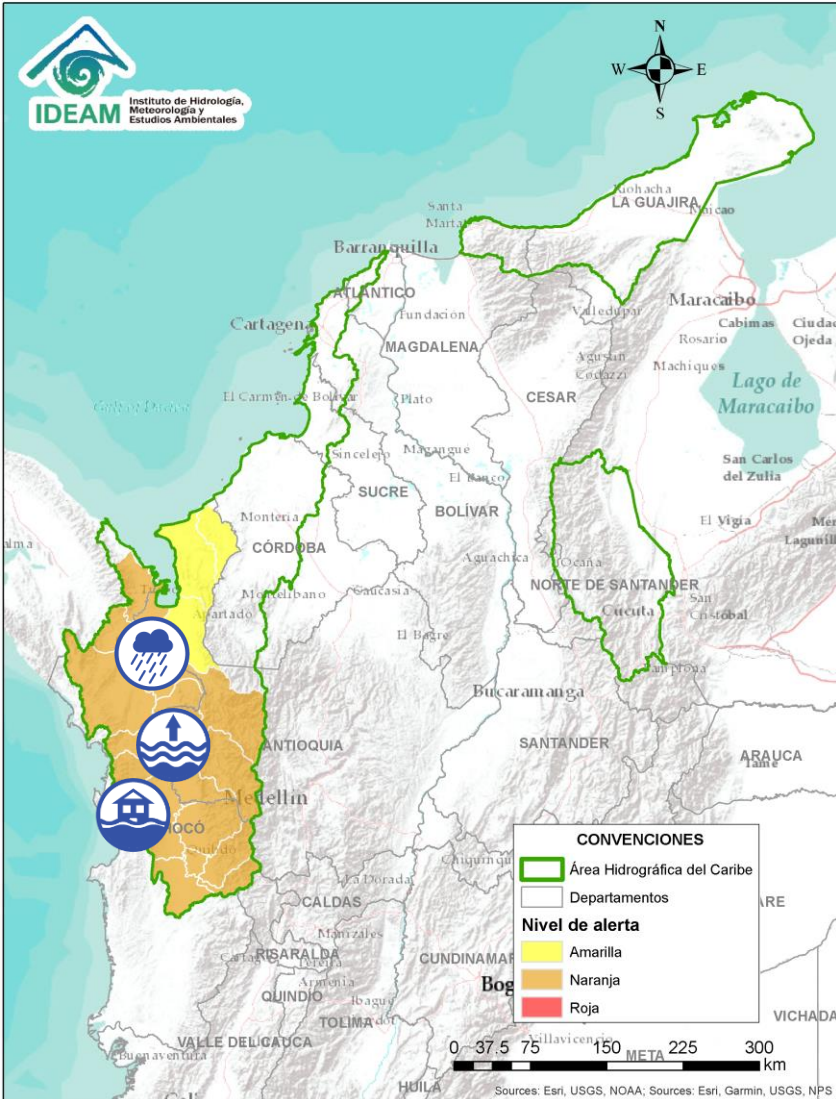 IDEAM
Instituto de Hidrología,
Meteorología y
Estudios Ambientales
N
W
E
S
Riohacha
LA GUAJIRA
Maicao
Santa
Marta
Barranquilla
ATLÁNTICO
Fundación
Cartagena
MAGDALENA
Valledupar
Maracaibo
Cabimas
Ciudad
Ojeda
Rosario
Agustín
Codazzi
Machiques
Lago de
Maracaibo
El Carmen de Bolívar
Plato
CESAR
Sincelejo
Magangué
SUCRE
El Banco
BOLÍVAR
San Carlos
del Zulia
Montería
CÓRDOBA
El Vigía
Aguachica
Ocaña
NORTE DE SANTANDER
Cúcuta
San
Cristóbal
Apartadó
Montelíbano
Caucasia
El Bagre
Pamplona
Bucaramanga
SANTANDER
ANTIOQUIA
ARAUCA
Tame
Medellín
Quibdó
La Dorada
CALDAS
Manizales
RISARALDA
Pereira
Armenia
QUINDIO
Ibagué
TOLIMA
VALLE DEL CAUCA
Buenaventura
HUILA
Villavicencio
META
VICHADA
CONVENCIONES
Área Hidrográfica del Caribe
Departamentos
Nivel de alerta
Amarilla
Naranja
Roja
0 37.5 75 150 225 300
km
Sources: Esri, USGS, NOAA; Sources: Esri, Garmin, USGS, NPS